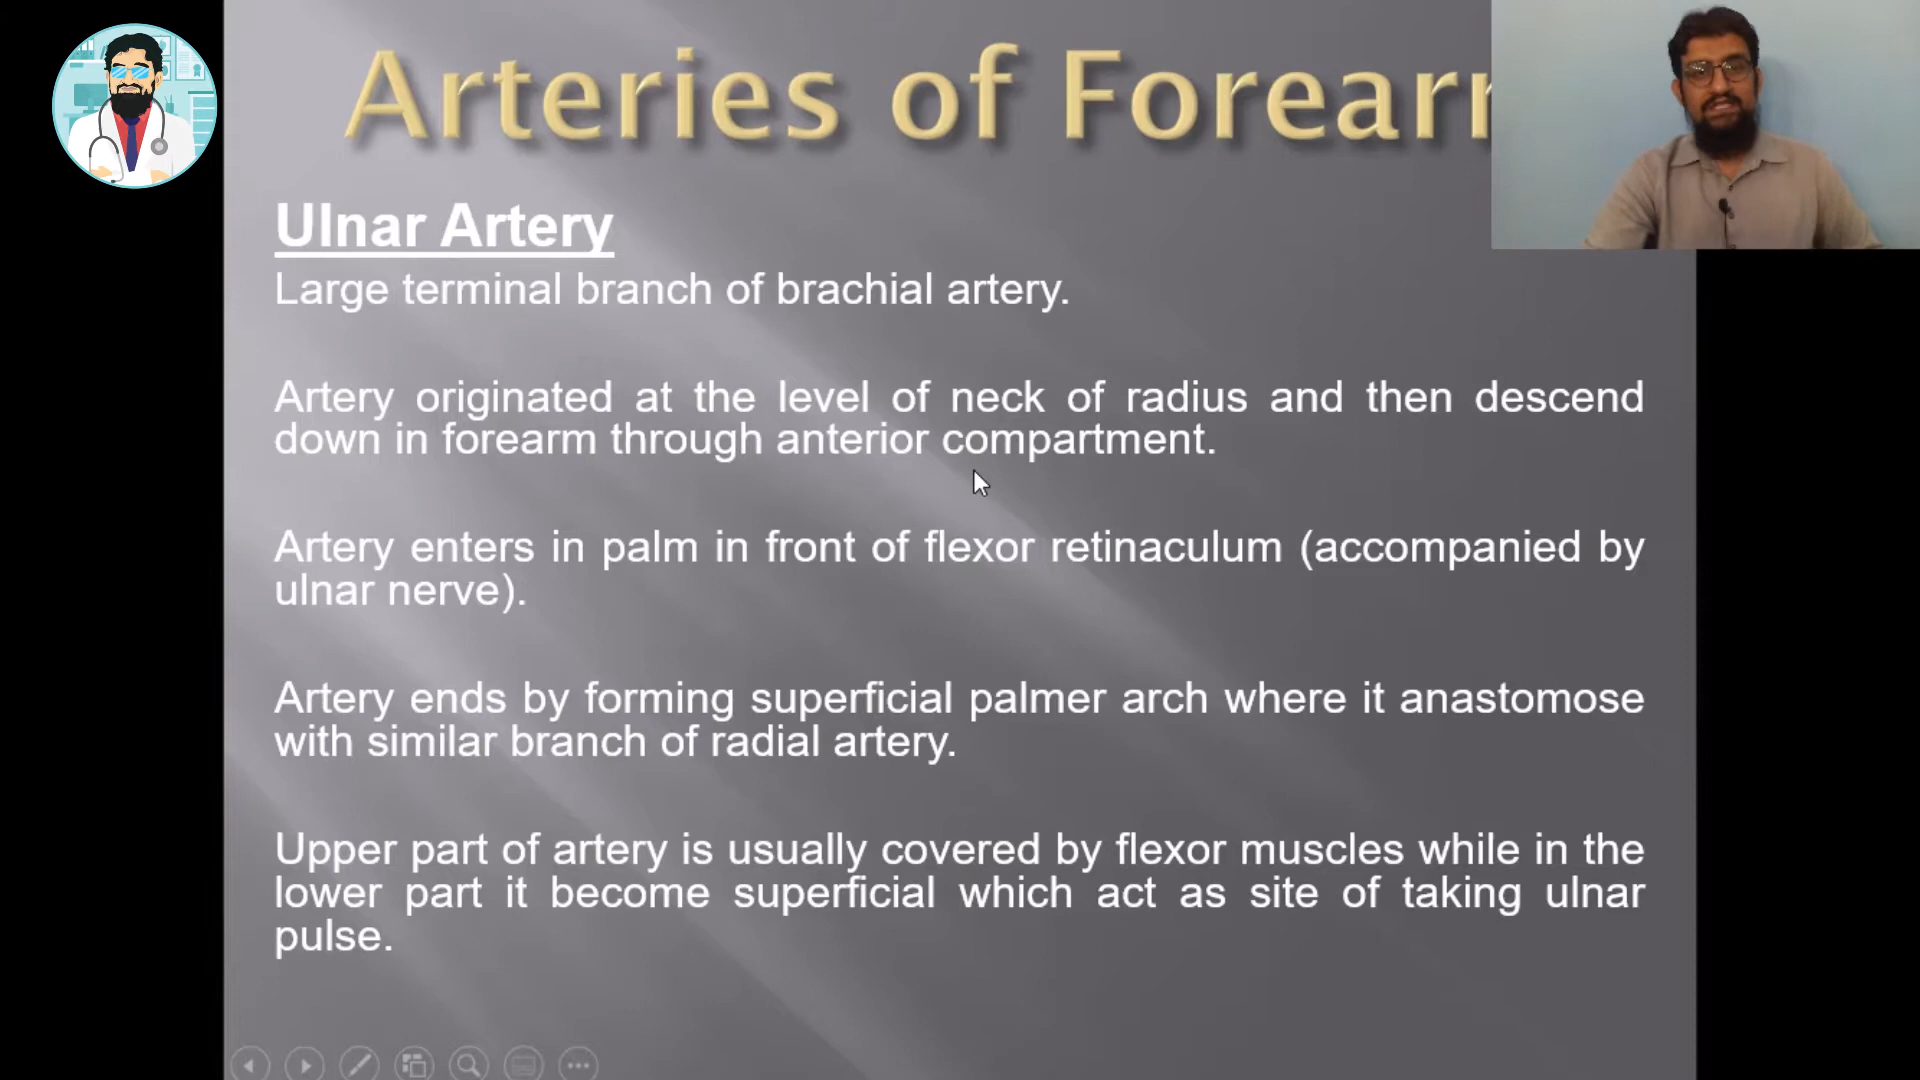 Arteries of Forear
Ulnar Artery
Large terminal branch of brachial artery.
Artery originated at the level of neck of radius and then descend
down in forearm through anterior compartment.
Artery enters in palm in front of flexor retinaculum (accompanied by
ulnar nerve).
Artery ends by forming superficial palmer arch where it anastomose
with similar branch of radial artery.
Upper part of artery is usually covered by flexor muscles while in the
lower part it become superficial which act as site of taking ulnar
pulse.